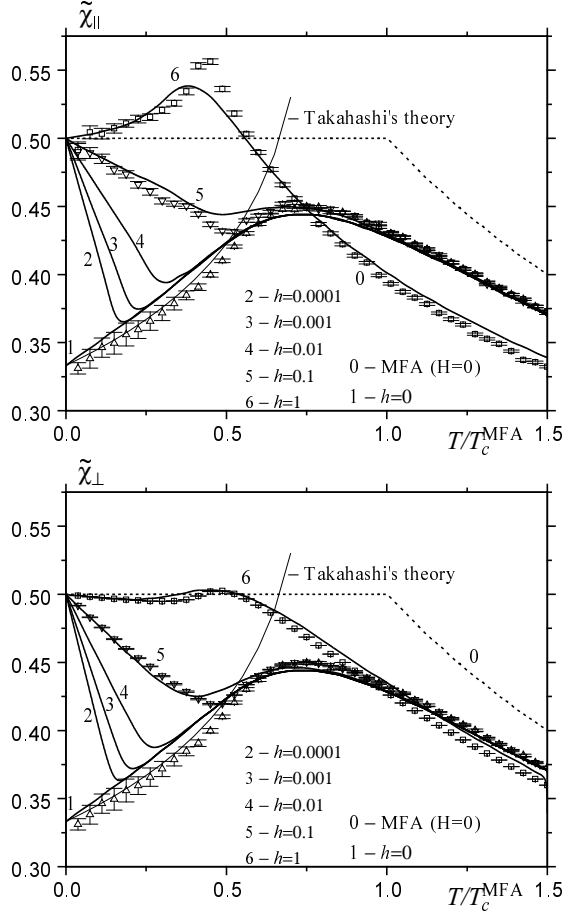 χ̃∥
0.55
6
Takahashi's theory
0.50
5
0.45
4
3
2
0
0.40
2 – h=0.0001
3 – h=0.001
0.35
1
4 – h=0.01
5 – h=0.1
0 – MFA (H=0)
6 – h=1
1 – h=0
0.30
0.0
0.5
1.0
1.5
T/T_c^MFA
χ̃⊥
0.55
6
Takahashi's theory
0.50
5
0
0.45
4
3
2
0.40
2 – h=0.0001
3 – h=0.001
0.35
1
4 – h=0.01
5 – h=0.1
0 – MFA (H=0)
6 – h=1
1 – h=0
0.30
0.0
0.5
1.0
1.5
T/T_c^MFA